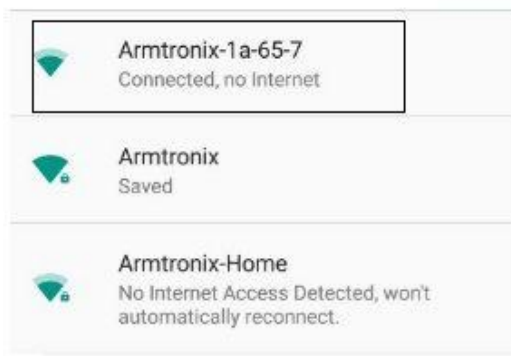 Armtronix-1a-65-7
Connected, no Internet
Armtronix
Saved
Armtronix-Home
No Internet Access Detected, won't
automatically reconnect.